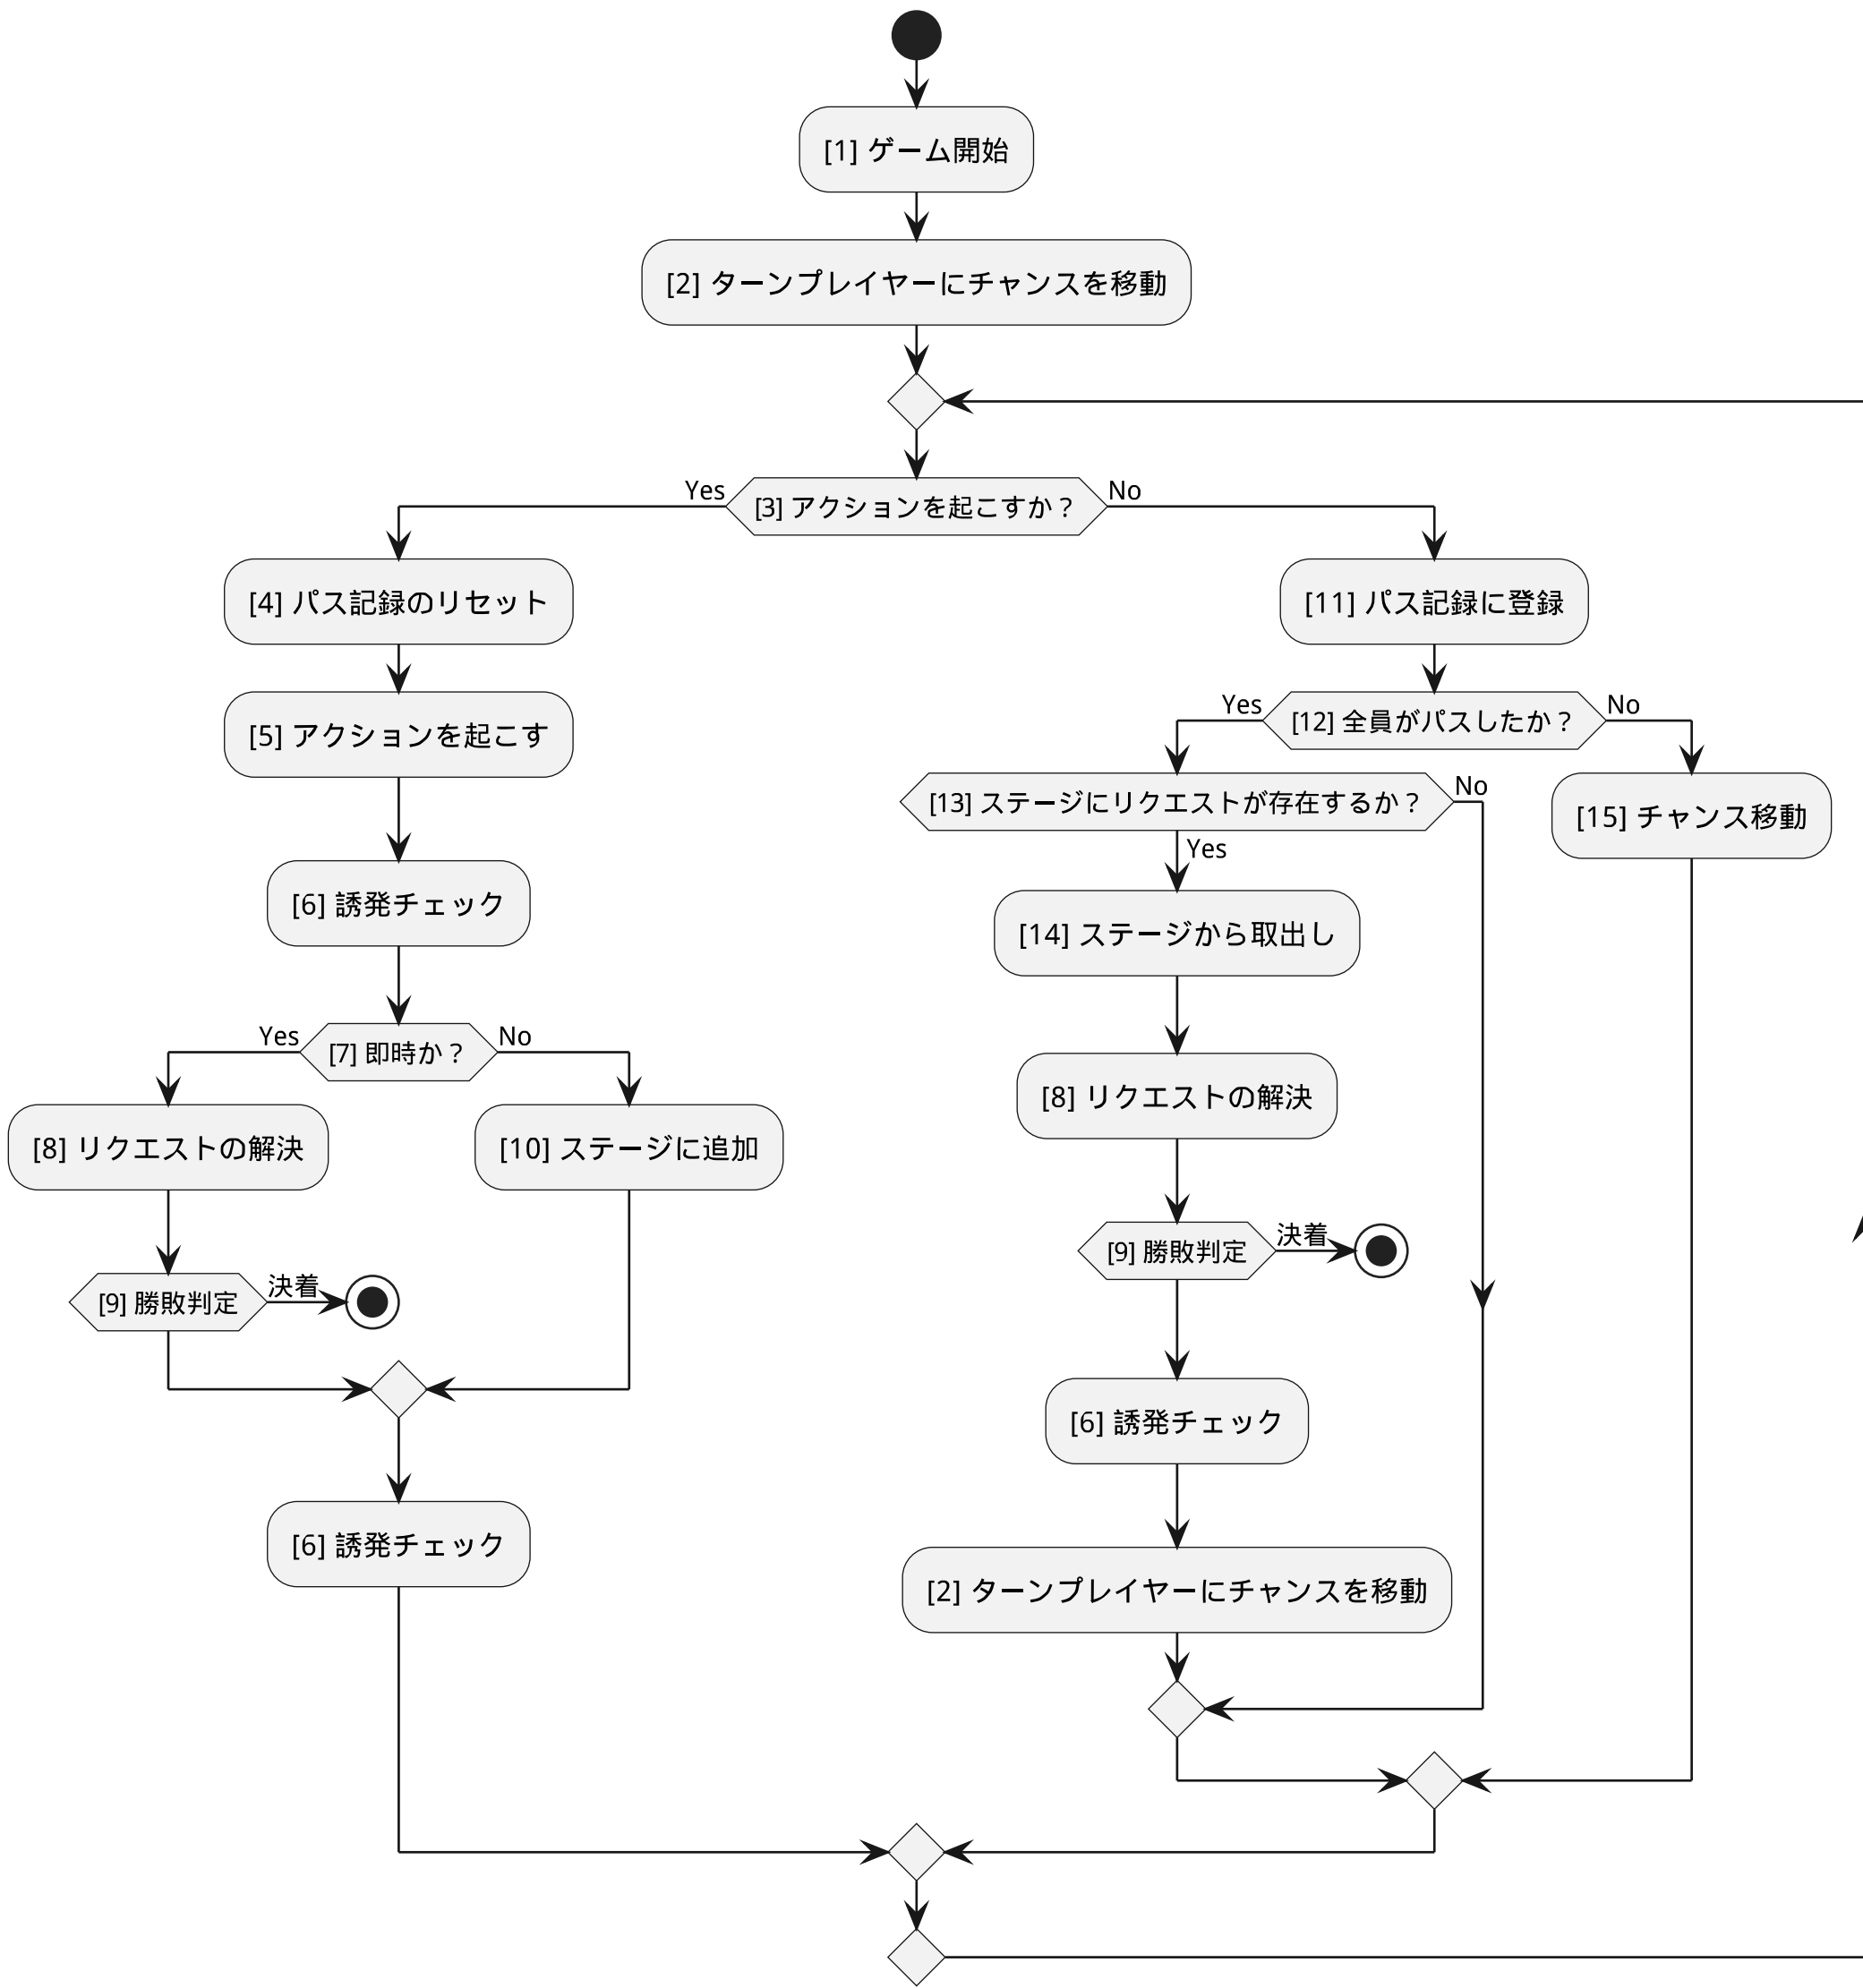 [1] ゲーム開始
[2] ターンプレイヤーにチャンスを移動
[3] アクションを起こすか？
Yes
No
[4] パス記録のリセット
[5] アクションを起こす
[6] 誘発チェック
[7] 即時か？
Yes
No
[8] リクエストの解決
[10] ステージに追加
[9] 勝敗判定
決着
[6] 誘発チェック
[11] パス記録に登録
[12] 全員がパスしたか？
Yes
No
[13] ステージにリクエストが存在するか？
Yes
No
[14] ステージから取出し
[8] リクエストの解決
[9] 勝敗判定
決着
[6] 誘発チェック
[2] ターンプレイヤーにチャンスを移動
[15] チャンス移動